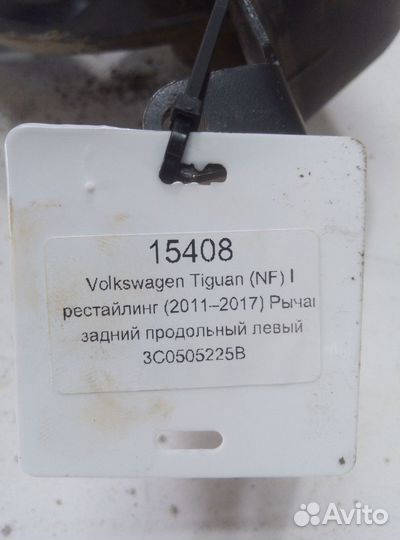 15408
Volkswagen Tiguan (NF) I
рестайлинг (2011–2017) Рычаг
задний продольный левый
3C0505225B
Avito